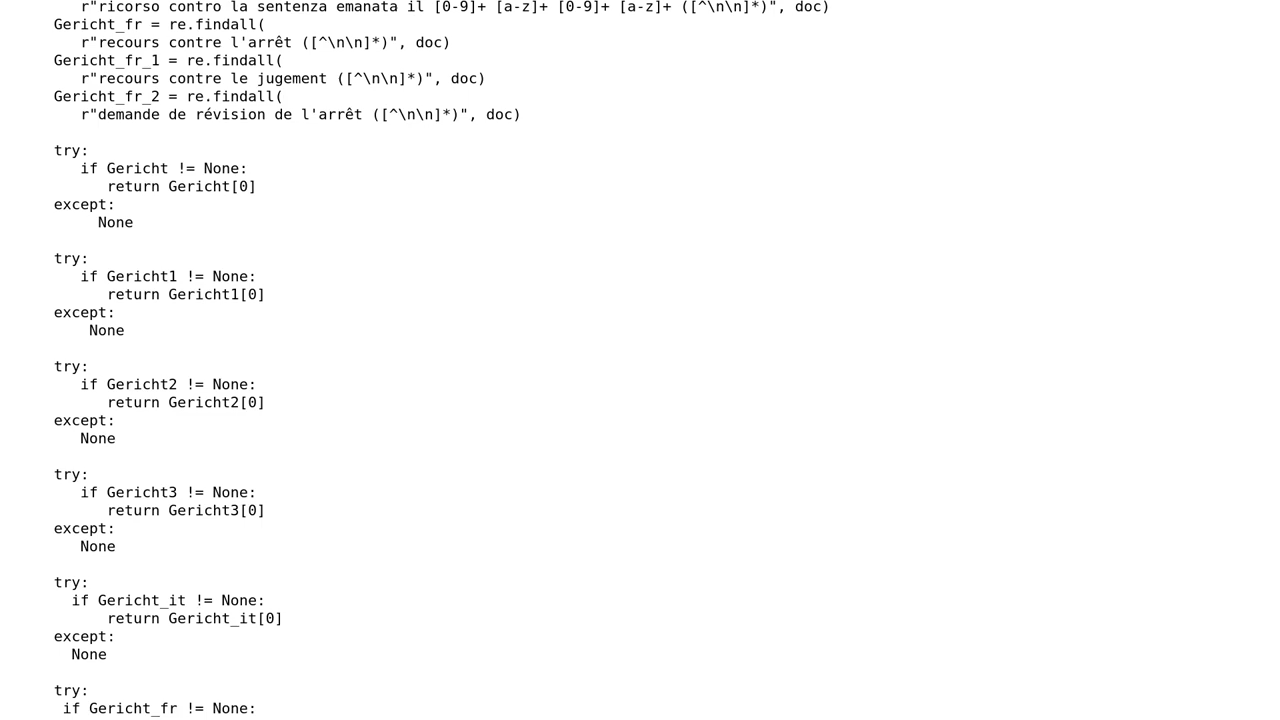 r"ricorso contro la sentenza emanata il [0-9]+ [a-z]+ [0-9]+ [a-z]+ ([^\n\n]*)", doc)
Gericht_fr = re.findall(
r"recours contre l'arrêt ([^\n\n]*)", doc)
Gericht_fr_1 = re.findall(
r"recours contre le jugement ([^\n\n]*)", doc)
Gericht_fr_2 = re.findall(
r"demande de révision de l'arrêt ([^\n\n]*)", doc)
try:
if Gericht != None:
return Gericht[0]
except:
None
try:
if Gericht1 != None:
return Gericht1[0]
except:
None
try:
if Gericht2 != None:
return Gericht2[0]
except:
None
try:
if Gericht3 != None:
return Gericht3[0]
except:
None
try:
if Gericht_it != None:
return Gericht_it[0]
except:
None
try:
if Gericht_fr != None: